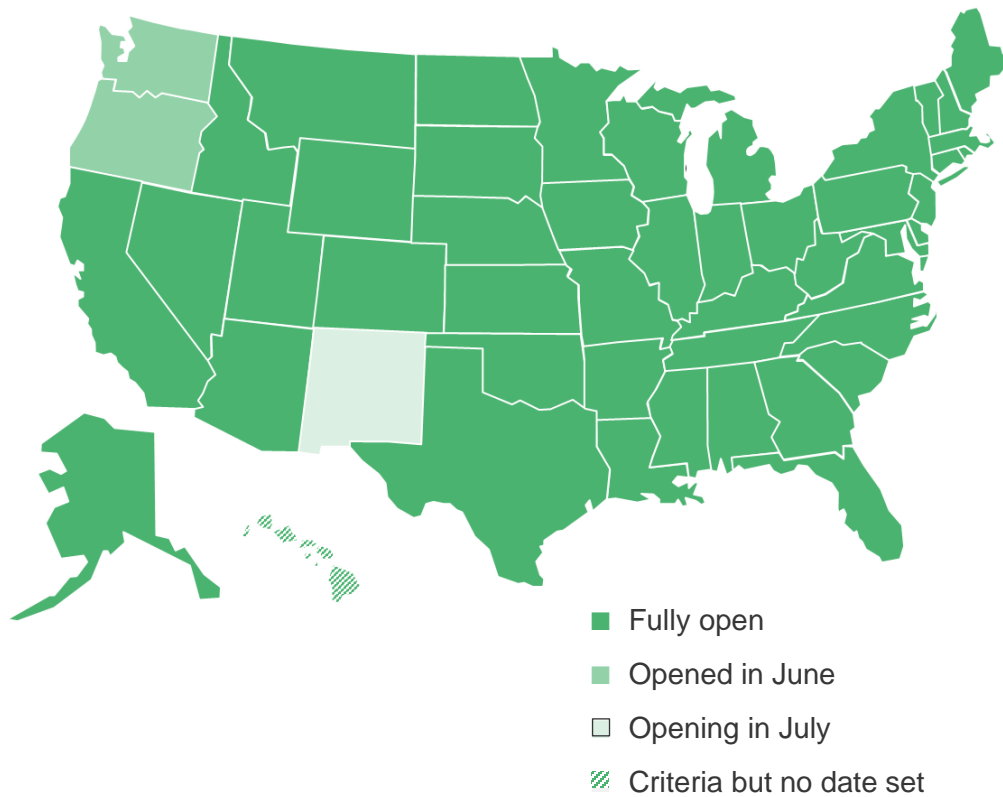 Fully open
Opened in June
Opening in July
Criteria but no date set